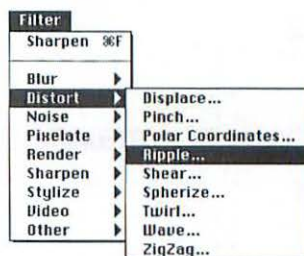 Filter
Sharpen ⌘F
Blur
Distort
Noise
Pixelate
Render
Sharpen
Stylize
Video
Other
Displace...
Pinch...
Polar Coordinates...
Ripple...
Shear...
Spherize...
Twirl...
Wave...
ZigZag...